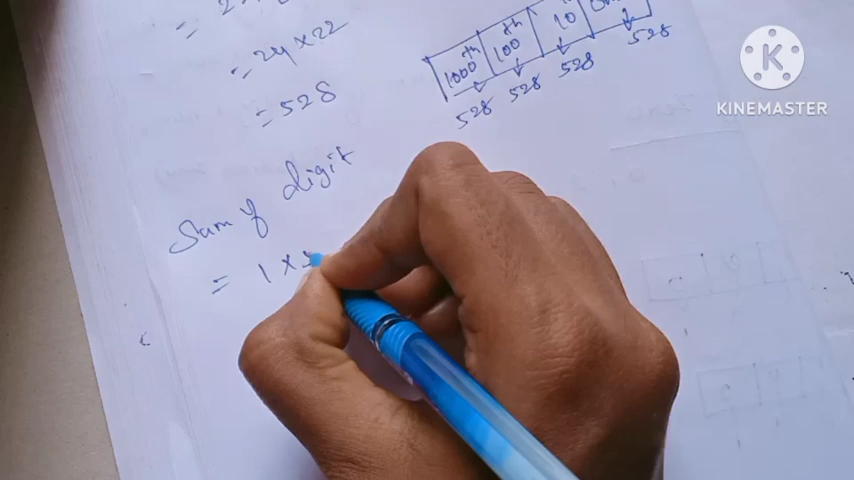 = 24 × 22
= 528
1000th 100th 10
528 528 528 528
Sum of digit
= 1 ×
K
KINEMASTER